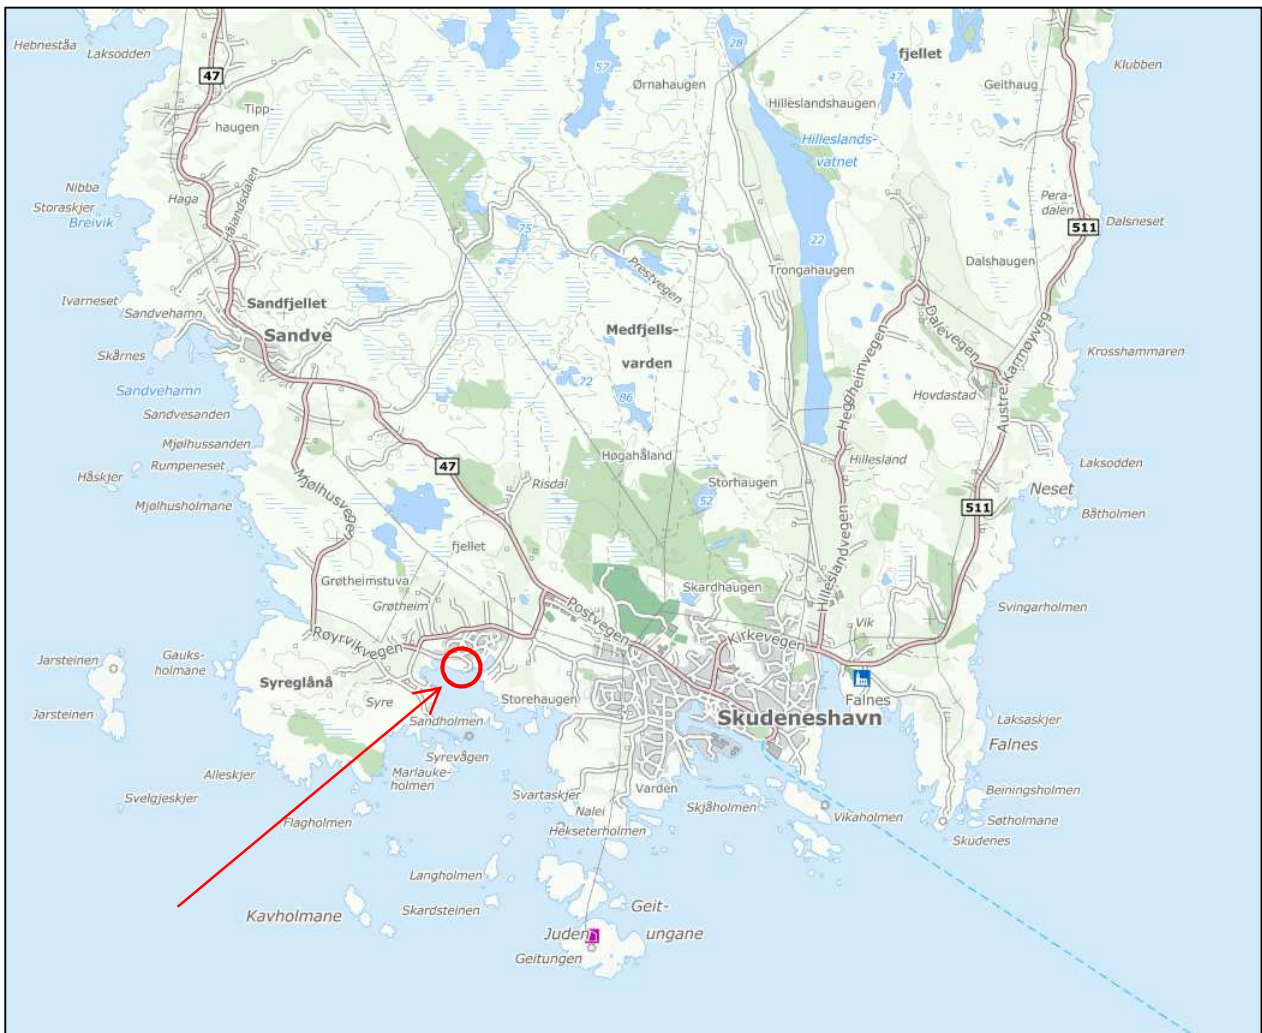 Hebneståa
Laksodden
28
fjellet
Klubben
47
57
Ørnahaugen
47
Geithaug
Tipp-
haugen
Hilleslandshaugen
Hilleslands-
vatnet
Nibba
Haga
Storaskjer
Breivik
Hålandsdalen
75
Prestvegen
22
Pera-
dalen
Dalsneset
511
Dalshaugen
Trongahaugen
Ivarneset
Sandvehamn
Sandfjellet
Sandve
Medfjells-
varden
Dalevegen
Skårnes
Krosshammaren
Sandvehamn
72
86
Heggheimvegen
Hovdastad
Austre Karmøyveg
Sandvesanden
Mjølhussanden
Rumpeneset
Håskjer
Mjølhusholmane
47
Risdal
Høgahåland
Storhaugen
52
Hillesland
Laksodden
Neset
Båtholmen
511
Mjølhusvegen
fjellet
Grøtheimstuva
Grøtheim
Skardhaugen
Hilleslandvegen
Svingarholmen
Røyrvikvegen
Postvegen
Kirkevegen
Vik
Jarsteinen
Gauks-
holmane
Syreglånå
Syre
Storehaugen
Falnes
Jarsteinen
Sandholmen
Skudeneshavn
Laksaskjer
Falnes
Syrevågen
Alleskjer
Marlauke-
holmen
Svelgjeskjer
Flagholmen
Svartaskjer
Varden
Nalei
Skjåholmen
Hekseterholmen
Vikaholmen
Beiningsholmen
Søtholmane
Skudenes
Langholmen
Kavholmane
Skardsteinen
Geit-
ungane
Juden
Geitungen